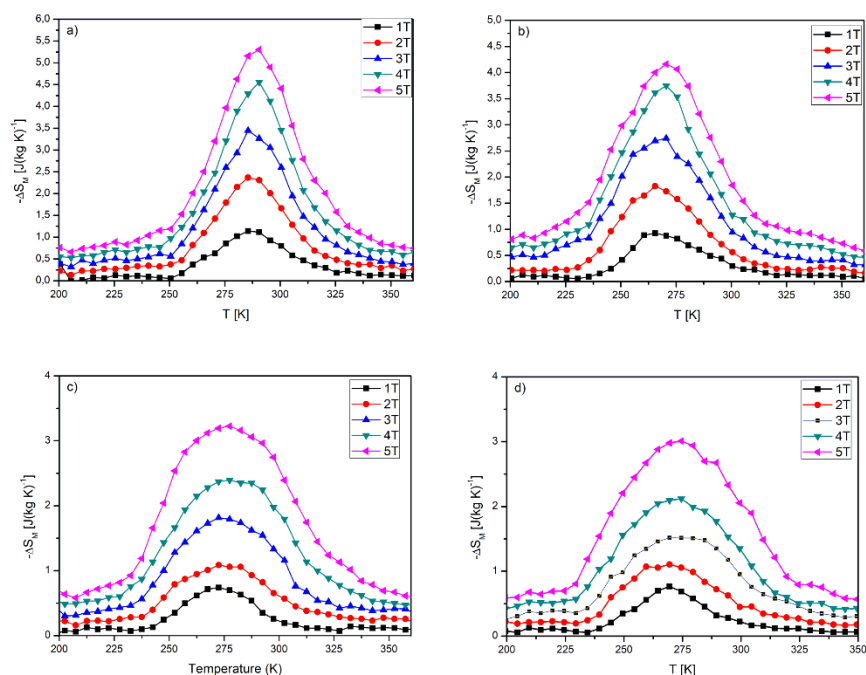 a)
6,0
5,5
5,0
4,5
4,0
3,5
3,0
2,5
2,0
1,5
1,0
0,5
0,0
-ΔS_M [J(kg K)⁻¹]
200 225 250 275 300 325 350
T [K]
1T
2T
3T
4T
5T
b)
5,0
4,5
4,0
3,5
3,0
2,5
2,0
1,5
1,0
0,5
0,0
-ΔS_M [J(kg K)⁻¹]
200 225 250 275 300 325 350
T [K]
1T
2T
3T
4T
5T
c)
4
3
2
1
0
-ΔS_M [J(kg K)⁻¹]
200 225 250 275 300 325 350
Temperature (K)
1T
2T
3T
4T
5T
d)
4
3
2
1
0
-ΔS_M [J(kg K)⁻¹]
200 225 250 275 300 325 350
T [K]
1T
2T
3T
4T
5T